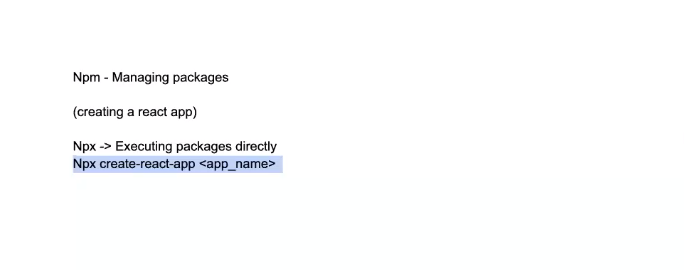 Npm - Managing packages
(creating a react app)
Npx -> Executing packages directly
Npx create-react-app <app_name>